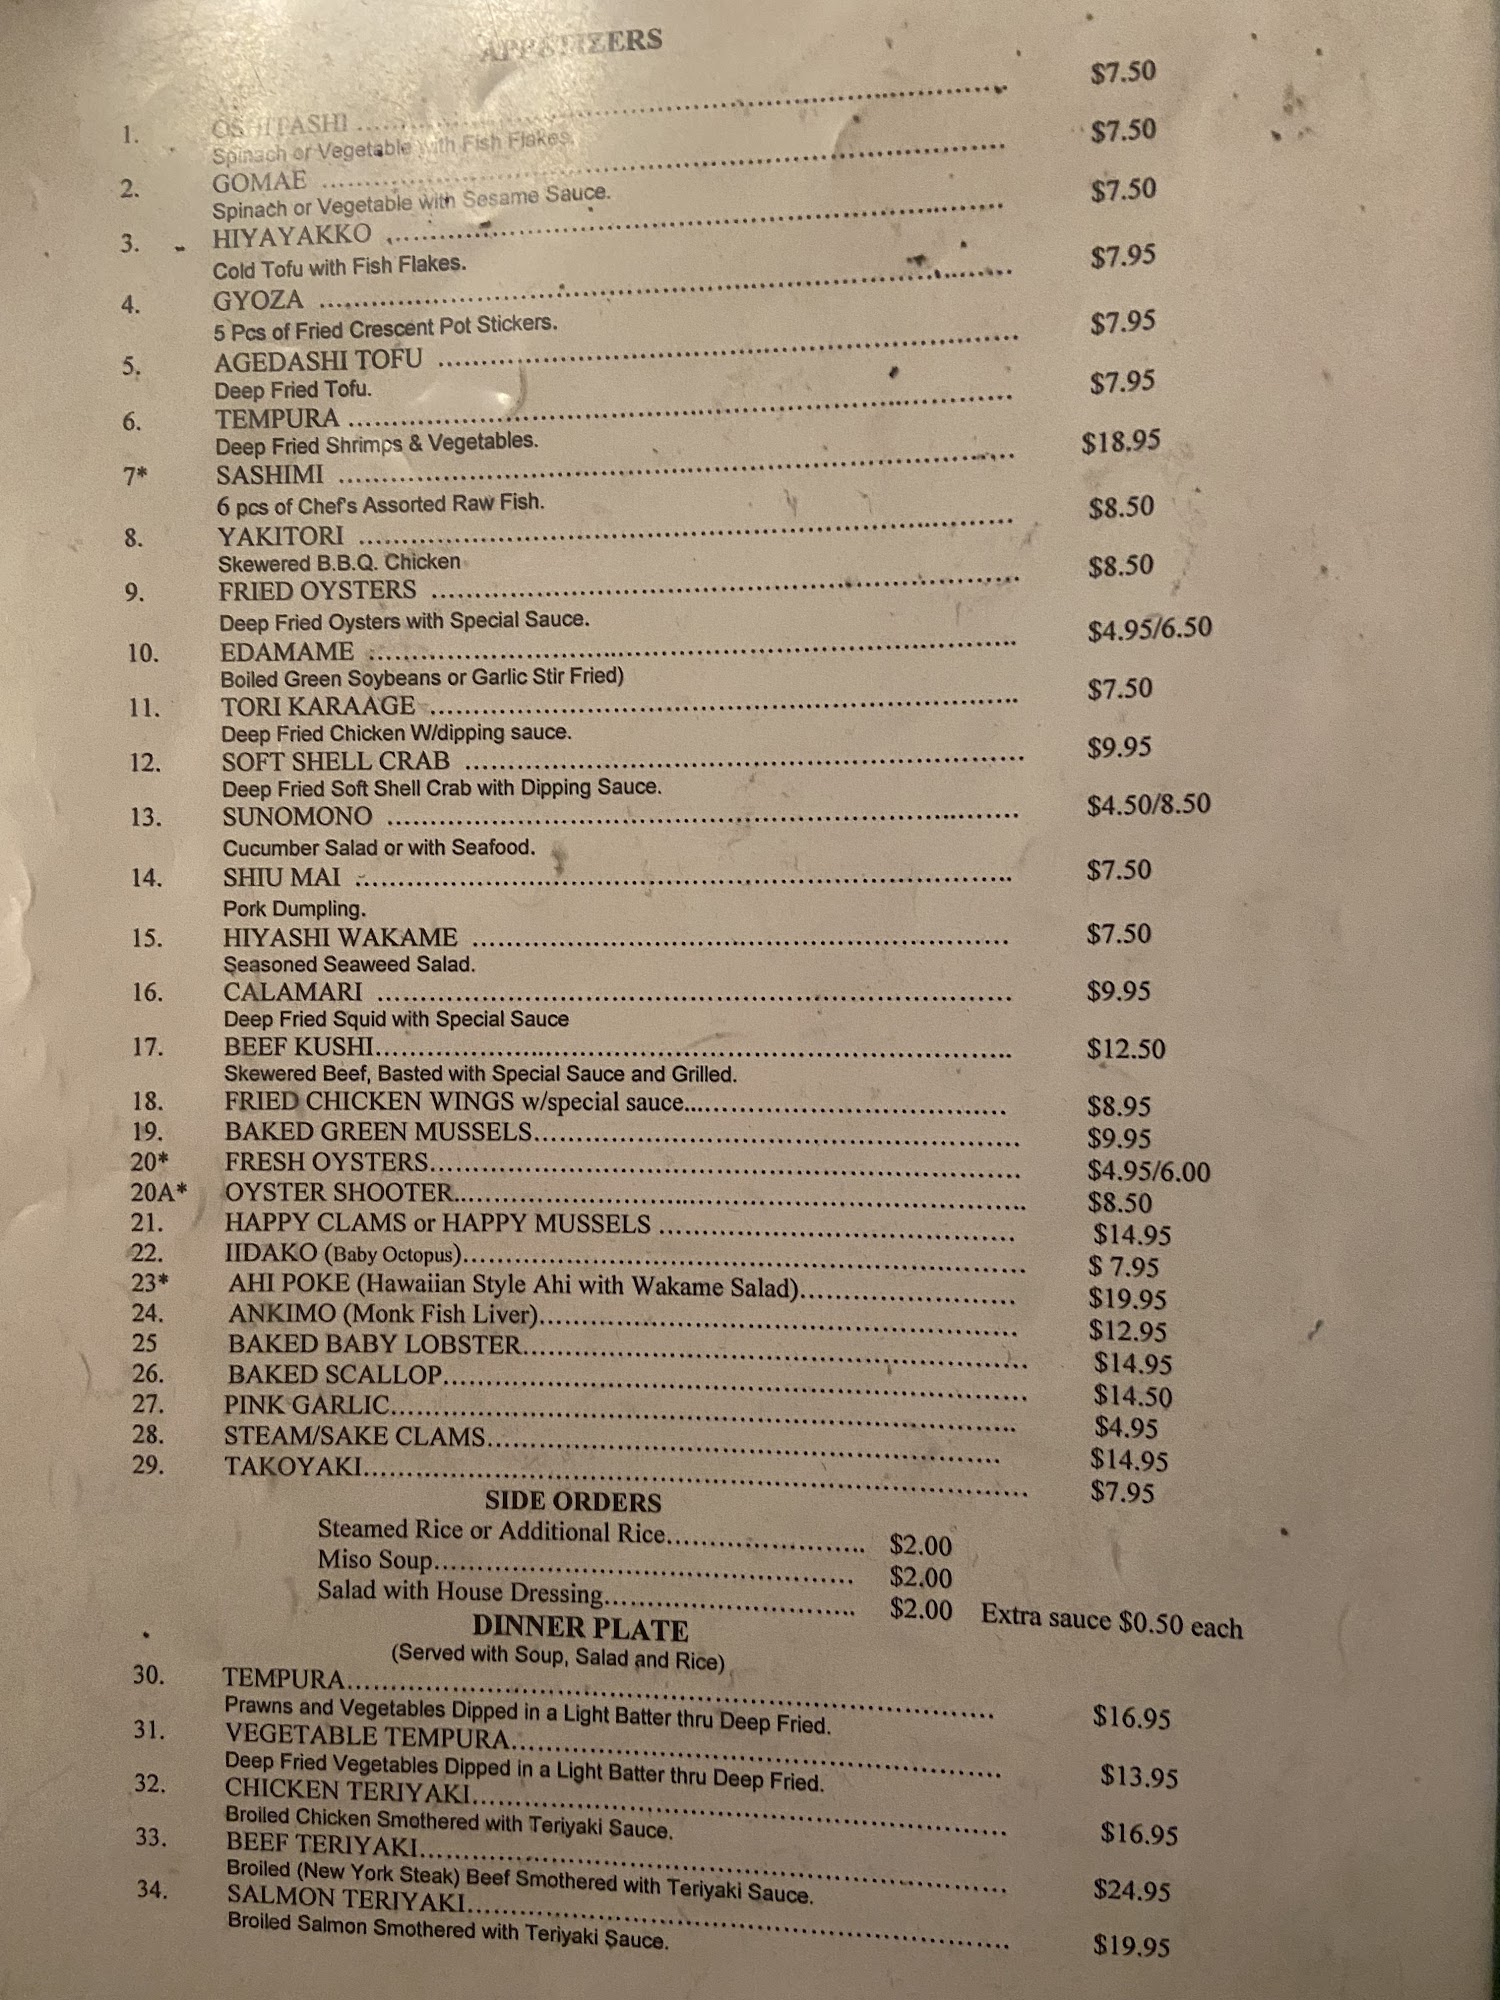 APPETIZERS
1. OSHITASHI ........ $7.50
Spinach or Vegetable with Fish Flakes.
2. GOMAE ........ $7.50
Spinach or Vegetable with Sesame Sauce.
3. HIYAYAKKO ........ $7.50
Cold Tofu with Fish Flakes.
4. GYOZA ........ $7.95
5 Pcs of Fried Crescent Pot Stickers.
5. AGEDASHI TOFU ........ $7.95
Deep Fried Tofu.
6. TEMPURA ........ $7.95
Deep Fried Shrimps & Vegetables.
7* SASHIMI ........ $18.95
6 pcs of Chef's Assorted Raw Fish.
8. YAKITORI ........ $8.50
Skewered B.B.Q. Chicken
9. FRIED OYSTERS ........ $8.50
Deep Fried Oysters with Special Sauce.
10. EDAMAME ........ $4.95/6.50
Boiled Green Soybeans or Garlic Stir Fried)
11. TORI KARAAGE ........ $7.50
Deep Fried Chicken W/dipping sauce.
12. SOFT SHELL CRAB ........ $9.95
Deep Fried Soft Shell Crab with Dipping Sauce.
13. SUNOMONO ........ $4.50/8.50
Cucumber Salad or with Seafood.
14. SHIU MAI ........ $7.50
Pork Dumpling.
15. HIYASHI WAKAME ........ $7.50
Seasoned Seaweed Salad.
16. CALAMARI ........ $9.95
Deep Fried Squid with Special Sauce
17. BEEF KUSHI........ $12.50
Skewered Beef, Basted with Special Sauce and Grilled.
18. FRIED CHICKEN WINGS w/special sauce........ $8.95
19. BAKED GREEN MUSSELS........ $9.95
20* FRESH OYSTERS........ $4.95/6.00
20A* OYSTER SHOOTER........ $8.50
21. HAPPY CLAMS or HAPPY MUSSELS ........ $14.95
22. IIDAKO (Baby Octopus)........ $ 7.95
23* AHI POKE (Hawaiian Style Ahi with Wakame Salad)........ $19.95
24. ANKIMO (Monk Fish Liver)........ $12.95
25 BAKED BABY LOBSTER........ $14.95
26. BAKED SCALLOP........ $14.50
27. PINK GARLIC........ $4.95
28. STEAM/SAKE CLAMS........ $14.95
29. TAKOYAKI........ $7.95
SIDE ORDERS
Steamed Rice or Additional Rice........ $2.00
Miso Soup........ $2.00
Salad with House Dressing........ $2.00 Extra sauce $0.50 each
DINNER PLATE
(Served with Soup, Salad and Rice)
30. TEMPURA........ $16.95
Prawns and Vegetables Dipped in a Light Batter thru Deep Fried.
31. VEGETABLE TEMPURA........ $13.95
Deep Fried Vegetables Dipped in a Light Batter thru Deep Fried.
32. CHICKEN TERIYAKI........ $16.95
Broiled Chicken Smothered with Teriyaki Sauce.
33. BEEF TERIYAKI........ $24.95
Broiled (New York Steak) Beef Smothered with Teriyaki Sauce.
34. SALMON TERIYAKI........ $19.95
Broiled Salmon Smothered with Teriyaki Sauce.